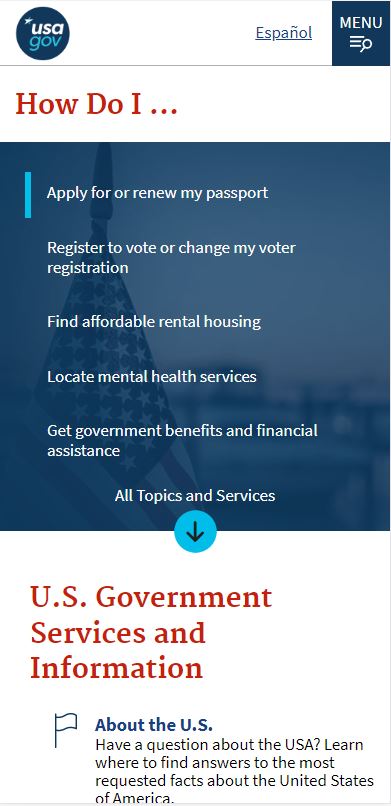 usa
gov
Español
MENU
How Do I ...
Apply for or renew my passport
Register to vote or change my voter
registration
Find affordable rental housing
Locate mental health services
Get government benefits and financial
assistance
All Topics and Services
U.S. Government
Services and
Information
About the U.S.
Have a question about the USA? Learn
where to find answers to the most
requested facts about the United States
of America.